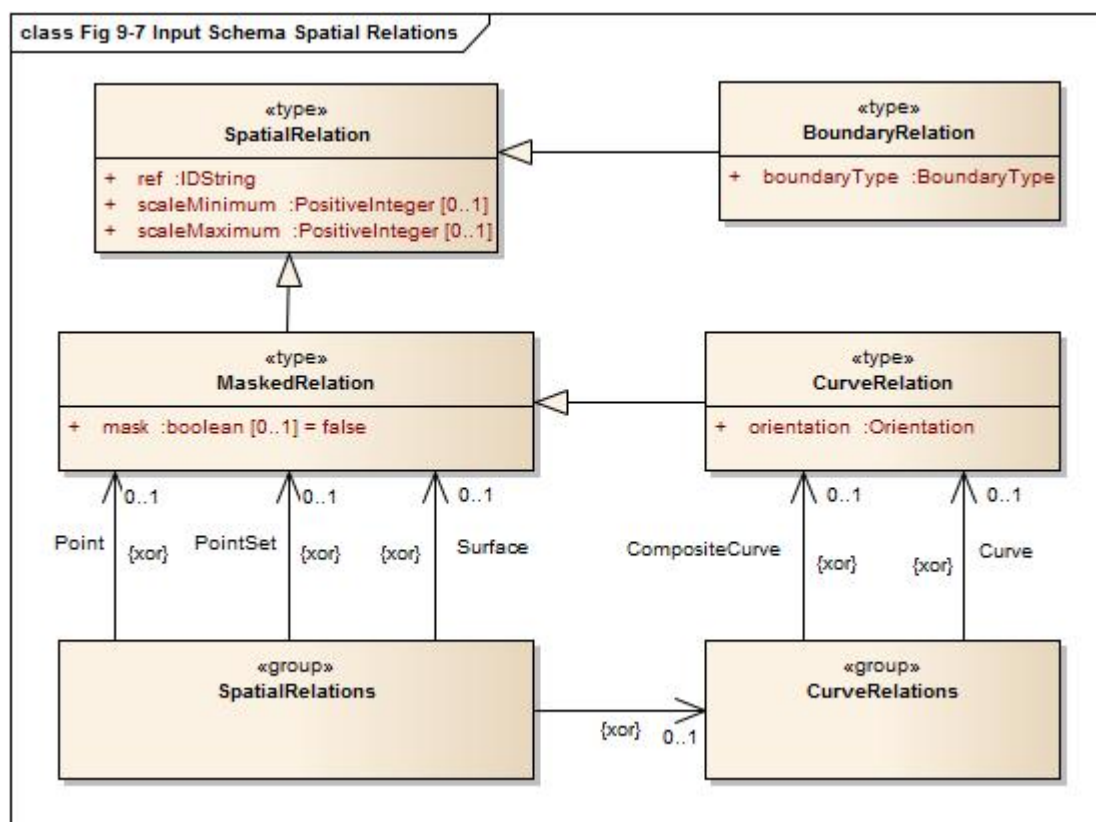 class Fig 9-7 Input Schema Spatial Relations
«type»
SpatialRelation
+ ref :IDString
+ scaleMinimum :PositiveInteger [0..1]
+ scaleMaximum :PositiveInteger [0..1]
«type»
BoundaryRelation
+ boundaryType :BoundaryType
«type»
MaskedRelation
+ mask :boolean [0..1] = false
«type»
CurveRelation
+ orientation :Orientation
0..1
0..1
0..1
0..1
0..1
Point
{xor}
PointSet
{xor}
{xor}
Surface
CompositeCurve
{xor}
{xor}
Curve
«group»
SpatialRelations
{xor}
0..1
«group»
CurveRelations